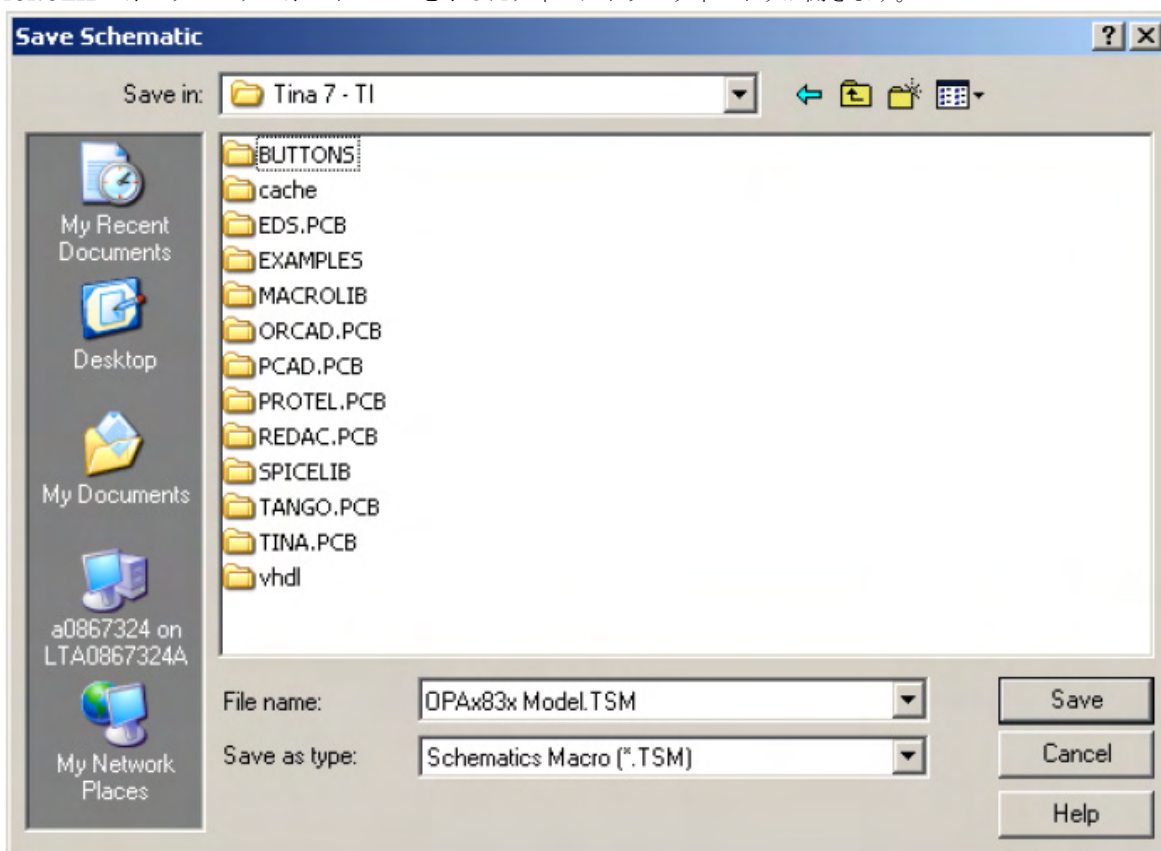 Save Schematic
Save in:
Tina 7 - TI
My Recent Documents
Desktop
My Documents
a0867324 on LTA0867324A
My Network Places
BUTTONS
cache
EDS.PCB
EXAMPLES
MACROLIB
ORCAD.PCB
PCAD.PCB
PROTEL.PCB
REDAC.PCB
SPICELIB
TANGO.PCB
TINA.PCB
vhdl
File name:
OPAx83x Model.TSM
Save
Save as type:
Schematics Macro (*.TSM)
Cancel
Help